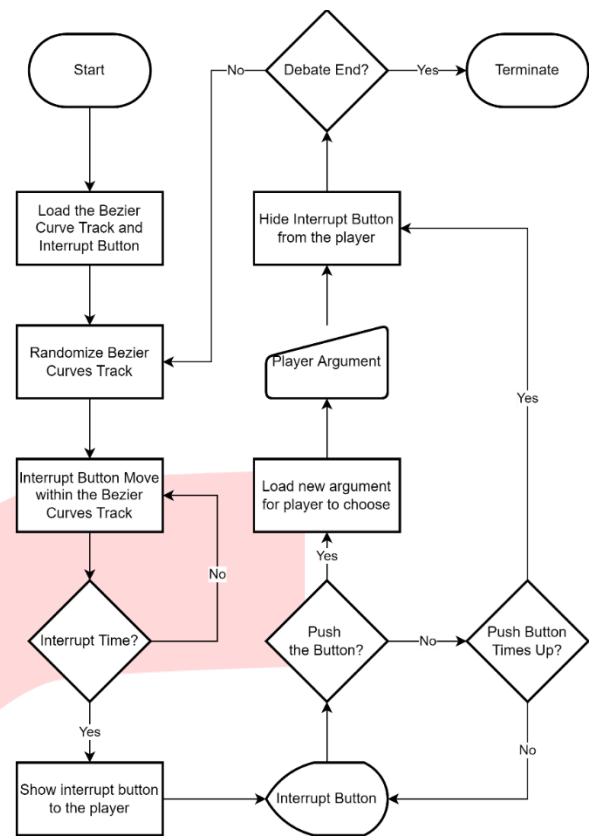 Start
No
Debate End?
Yes
Terminate
Load the Bezier
Curve Track and
Interrupt Button
Hide Interrupt Button
from the player
Randomize Bezier
Curves Track
Player Argument
Yes
Interrupt Button Move
within the Bezier
Curves Track
Load new argument
for player to choose
No
Yes
Interrupt Time?
Push
the Button?
No
Push Button
Times Up?
Yes
No
Show interrupt button
to the player
Interrupt Button